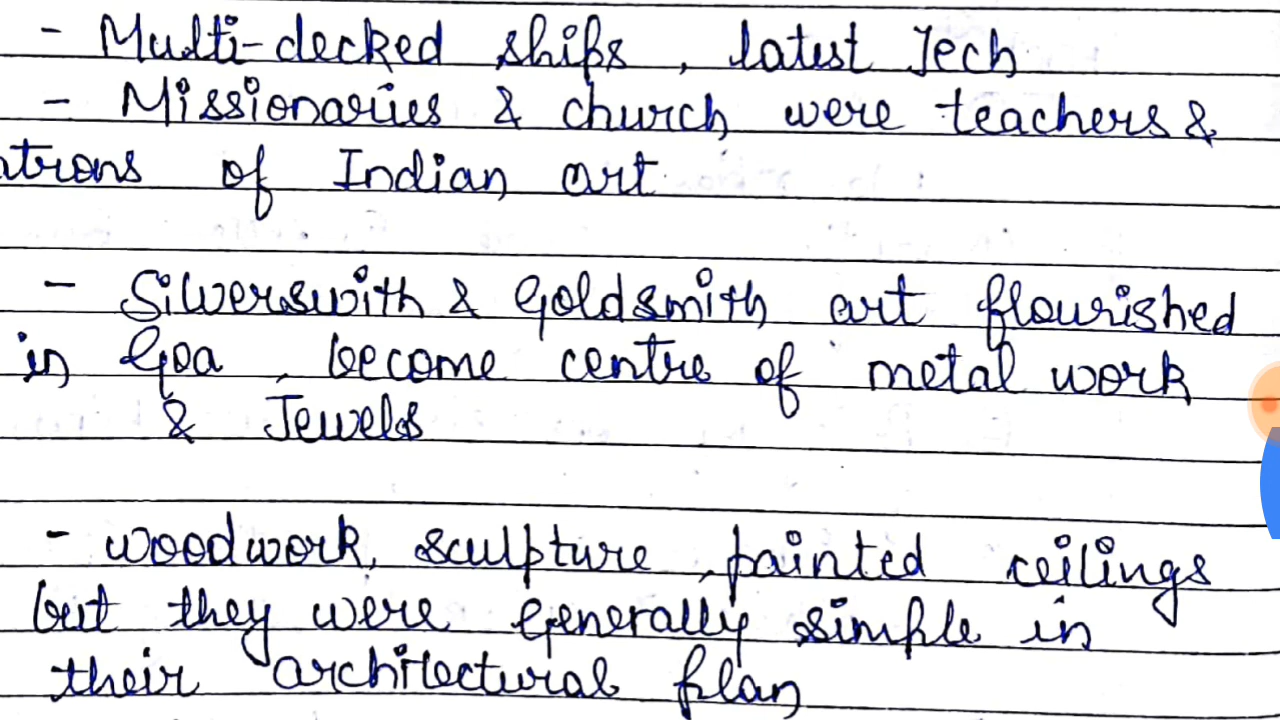 - Multi-decked ships, latest Tech
- Missionaries & church were teachers &
atrons of Indian art
- Silverswith & Goldsmith art flourished
in Goa, become centre of metal work
& Jewels
- woodwork, sculpture, painted ceilings
but they were Generally simple in
their architectural plan